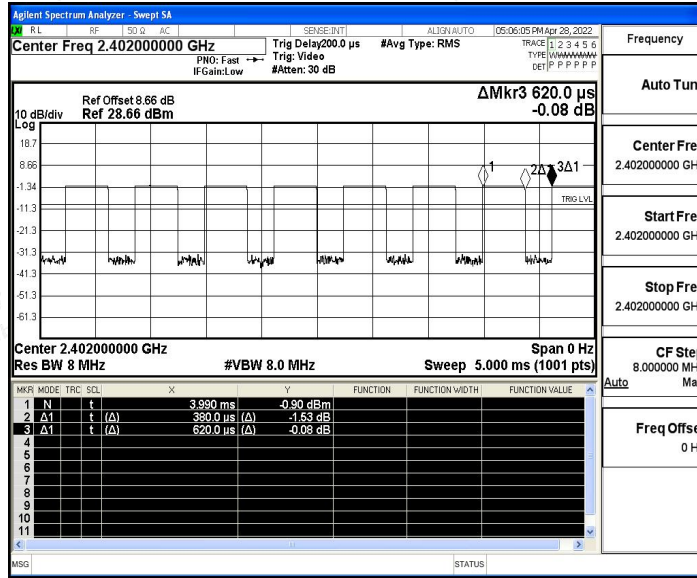 Agilent Spectrum Analyzer - Swept SA
LXI RL RF 50 Ω AC SENSE:INT ALIGN AUTO 05:06:05 PM Apr 28, 2022
Center Freq 2.402000000 GHz
PNO: Fast
IFGain:Low
Trig Delay200.0 µs
Trig: Video
#Atten: 30 dB
#Avg Type: RMS
TRACE 1 2 3 4 5 6
TYPE WWWWWW
DET P P P P P P
Ref Offset 8.66 dB
10 dB/div Ref 28.66 dBm
Log
ΔMkr3 620.0 µs
-0.08 dB
18.7
8.66
-1.34
-11.3
-21.3
-31.3
-41.3
-51.3
-61.3
1 2Δ1 3Δ1
TRIG LVL
Center 2.402000000 GHz Span 0 Hz
Res BW 8 MHz #VBW 8.0 MHz Sweep 5.000 ms (1001 pts)
MKR MODE TRC SCL X Y FUNCTION FUNCTION WIDTH FUNCTION VALUE
1 N t 3.990 ms -0.90 dBm
2 Δ1 t (Δ) 380.0 µs (Δ) -1.53 dB
3 Δ1 t (Δ) 620.0 µs (Δ) -0.08 dB
4
5
6
7
8
9
10
11
MSG STATUS
Frequency
Auto Tun
Center Fre
2.402000000 GH
Start Fre
2.402000000 GH
Stop Fre
2.402000000 GH
CF Ste
8.000000 MH
Auto Ma
Freq Offse
0 H